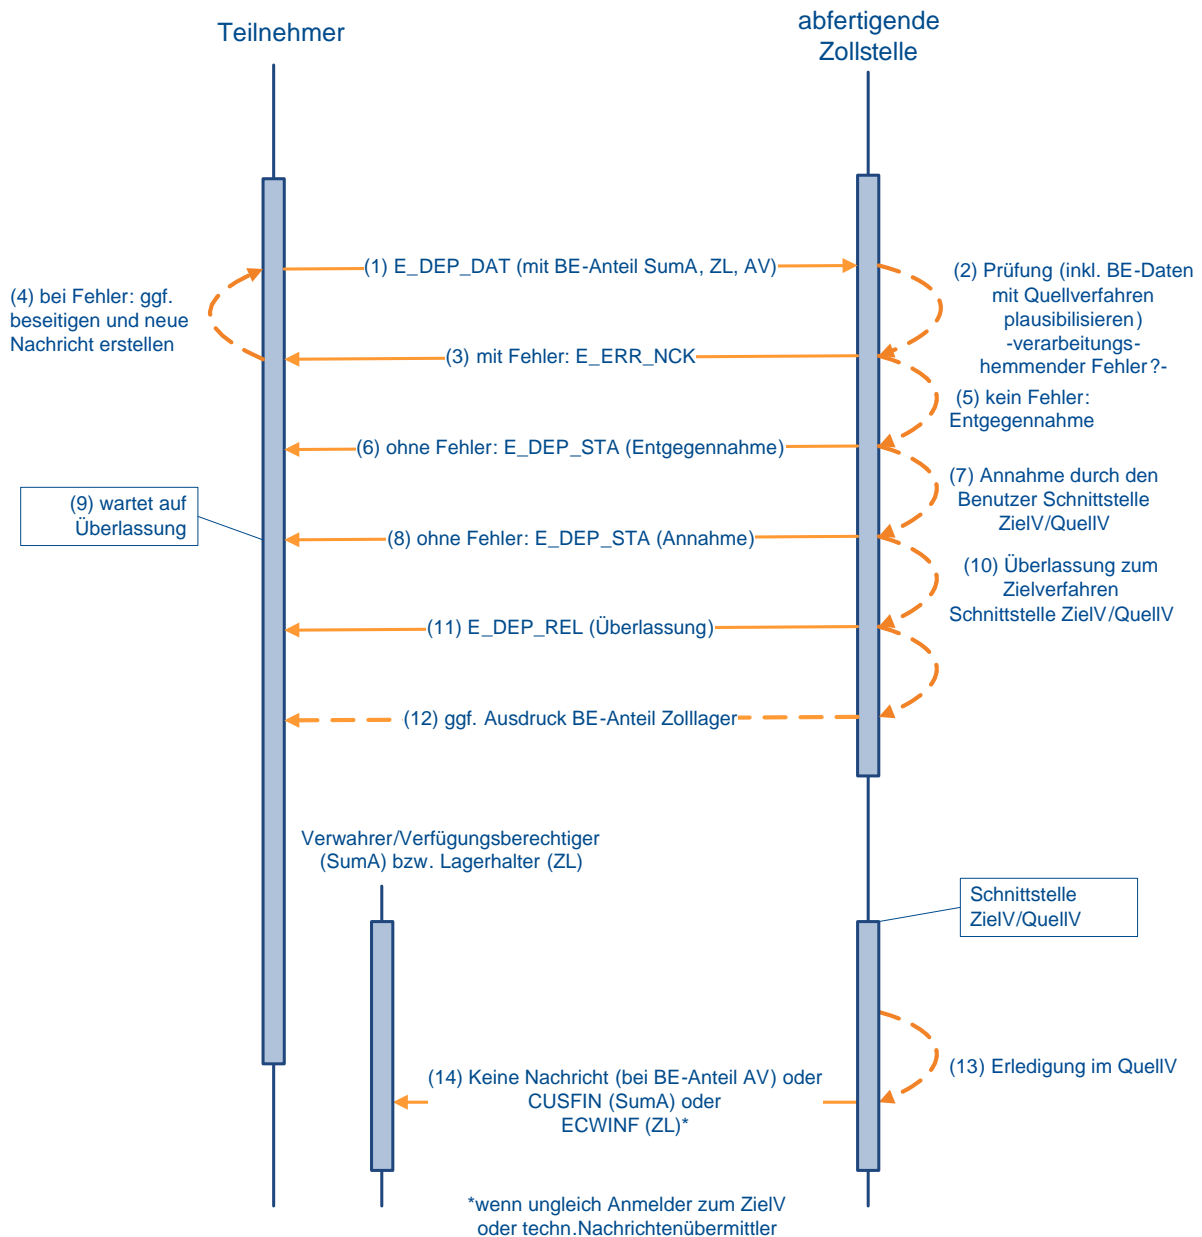 Teilnehmer
abfertigende
Zollstelle
(1) E_DEP_DAT (mit BE-Anteil SumA, ZL, AV)
(2) Prüfung (inkl. BE-Daten
mit Quellverfahren
plausibilisieren)
-verarbeitungs-
hemmender Fehler?-
(4) bei Fehler: ggf.
beseitigen und neue
Nachricht erstellen
(3) mit Fehler: E_ERR_NCK
(5) kein Fehler:
Entgegennahme
(6) ohne Fehler: E_DEP_STA (Entgegennahme)
(7) Annahme durch den
Benutzer Schnittstelle
ZielV/QuellV
(9) wartet auf
Überlassung
(8) ohne Fehler: E_DEP_STA (Annahme)
(10) Überlassung zum
Zielverfahren
Schnittstelle ZielV/QuellV
(11) E_DEP_REL (Überlassung)
(12) ggf. Ausdruck BE-Anteil Zolllager
Verwahrer/Verfügungsberechtiger
(SumA) bzw. Lagerhalter (ZL)
Schnittstelle
ZielV/QuellV
(13) Erledigung im QuellV
(14) Keine Nachricht (bei BE-Anteil AV) oder
CUSFIN (SumA) oder
ECWINF (ZL)*
*wenn ungleich Anmelder zum ZielV
oder techn.Nachrichtenübermittler